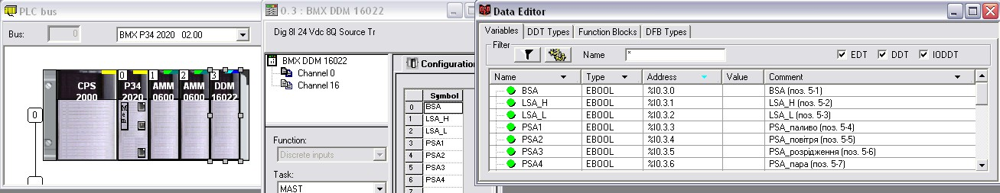 PLC bus
Bus: 0 BMX P34 2020 02.00
0 1 2 3
CPS P34 AMM AMM DDM
2000 2020 0600 0600 16022
0
0.3 : BMX DDM 16022
Dig 8I 24 Vdc 8Q Source Tr
BMX DDM 16022
Channel 0
Channel 16
Function:
Discrete inputs
Task:
MAST
Configuration
Symbol
0 BSA
1 LSA_H
2 LSA_L
3 PSA1
4 PSA2
5 PSA3
6 PSA4
7
Data Editor
Variables DDT Types Function Blocks DFB Types
Filter
Name * EDT DDT IODDT
Name Type Address Value Comment
BSA EBOOL %I0.3.0 BSA (поз. 5-1)
LSA_H EBOOL %I0.3.1 LSA_H (поз. 5-2)
LSA_L EBOOL %I0.3.2 LSA_L (поз. 5-3)
PSA1 EBOOL %I0.3.3 PSA_паливо (поз. 5-4)
PSA2 EBOOL %I0.3.4 PSA_повітря (поз. 5-5)
PSA3 EBOOL %I0.3.5 PSA_розрідження (поз. 5-6)
PSA4 EBOOL %I0.3.6 PSA_пара (поз. 5-7)